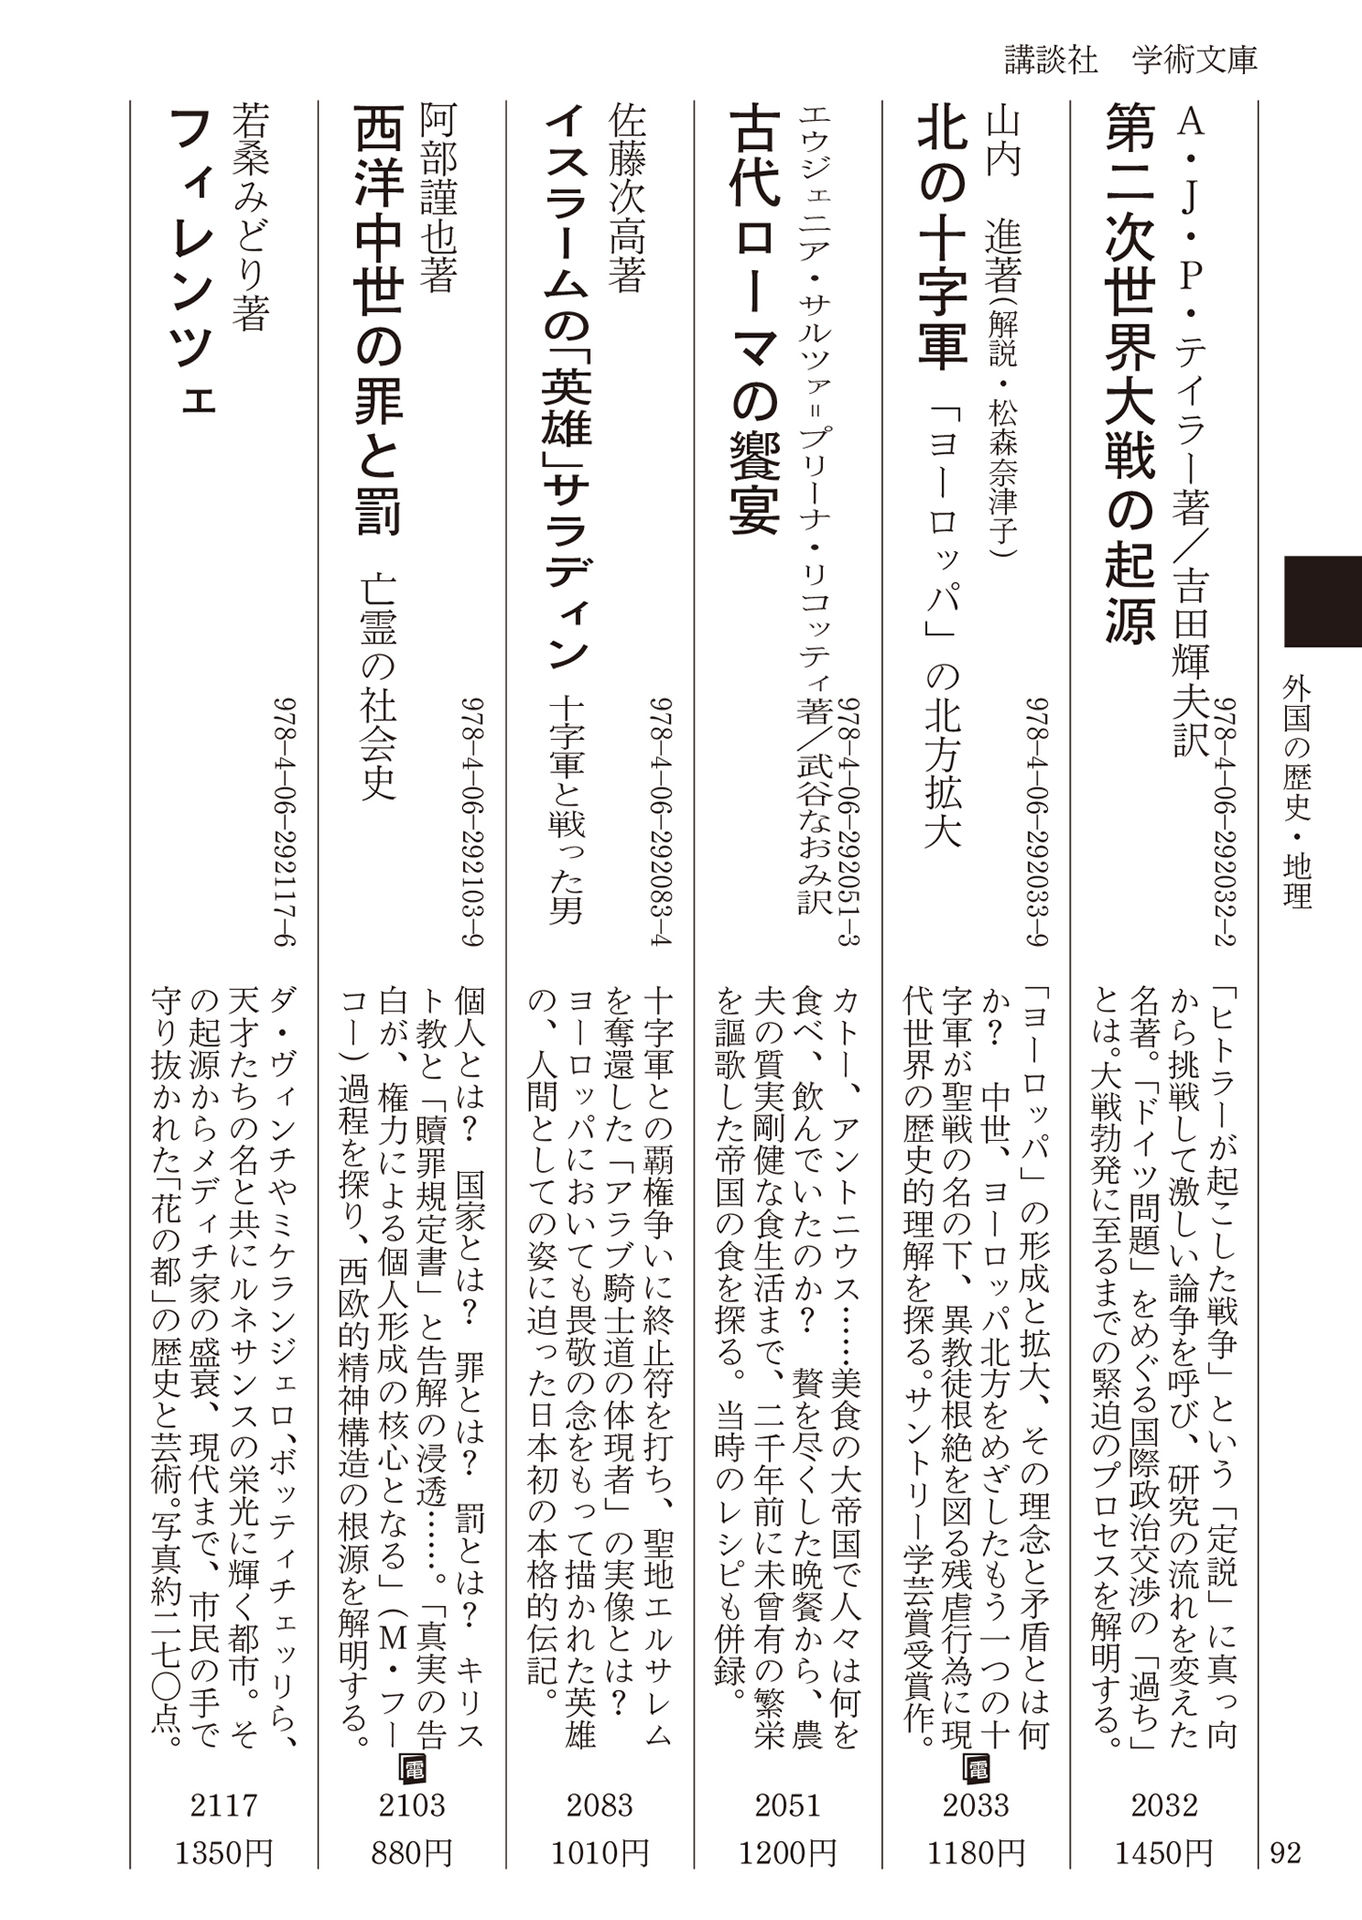 講談社　学術文庫
外国の歴史・地理
92
A・J・P・テイラー著／吉田輝夫訳
第二次世界大戦の起源
978-4-06-292032-2
「ヒトラーが起こした戦争」という「定説」に真っ向
から挑戦して激しい論争を呼び、研究の流れを変えた
名著。「ドイツ問題」をめぐる国際政治交渉の「過ち」
とは。大戦勃発に至るまでの緊迫のプロセスを解明する。
2032
1450円
山内　進著（解説・松森奈津子）
北の十字軍　「ヨーロッパ」の北方拡大
978-4-06-292033-9
「ヨーロッパ」の形成と拡大、その理念と矛盾とは何
か？　中世、ヨーロッパ北方をめざしたもう一つの十
字軍が聖戦の名の下、異教徒根絶を図る残虐行為に現
代世界の歴史的理解を探る。サントリー学芸賞受賞作。
電
2033
1180円
エウジェニア・サルツァ＝プリーナ・リコッティ著／武谷なおみ訳
古代ローマの饗宴
978-4-06-292051-3
カトー、アントニウス……美食の大帝国で人々は何を
食べ、飲んでいたのか？　贅を尽くした晩餐から、農
夫の質実剛健な食生活まで、二千年前に未曾有の繁栄
を謳歌した帝国の食を探る。当時のレシピも併録。
2051
1200円
佐藤次高著
イスラームの「英雄」サラディン　十字軍と戦った男
978-4-06-292083-4
十字軍との覇権争いに終止符を打ち、聖地エルサレム
を奪還した「アラブ騎士道の体現者」の実像とは？
ヨーロッパにおいても畏敬の念をもって描かれた英雄
の、人間としての姿に迫った日本初の本格的伝記。
2083
1010円
阿部謹也著
西洋中世の罪と罰　亡霊の社会史
978-4-06-292103-9
個人とは？　国家とは？　罪とは？　罰とは？　キリス
ト教と「贖罪規定書」と告解の浸透……。「真実の告
白が、権力による個人形成の核心となる」（M・フー
コー）過程を探り、西欧的精神構造の根源を解明する。
電
2103
880円
若桑みどり著
フィレンツェ
978-4-06-292117-6
ダ・ヴィンチやミケランジェロ、ボッティチェッリら、
天才たちの名と共にルネサンスの栄光に輝く都市。そ
の起源からメディチ家の盛衰、現代まで、市民の手で
守り抜かれた「花の都」の歴史と芸術。写真約二七〇点。
2117
1350円